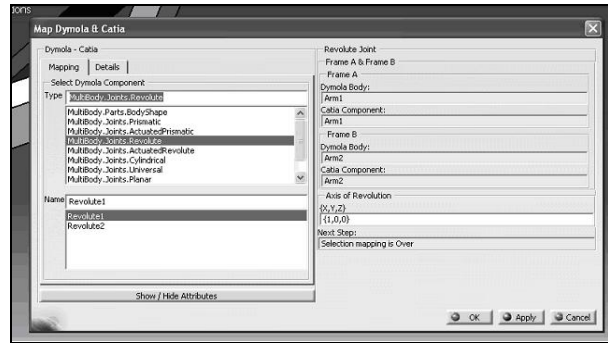 ions
Map Dymola & Catia
Dymola - Catia
Mapping
Details
Select Dymola Component
Type
MultiBody.Joints.Revolute
MultiBody.Parts.BodyShape
MultiBody.Joints.Prismatic
MultiBody.Joints.ActuatedPrismatic
MultiBody.Joints.Revolute
MultiBody.Joints.ActuatedRevolute
MultiBody.Joints.Cylindrical
MultiBody.Joints.Universal
MultiBody.Joints.Planar
Name
Revolute1
Revolute1
Revolute2
Show / Hide Attributes
Revolute Joint
Frame A & Frame B
Frame A
Dymola Body:
Arm1
Catia Component:
Arm1
Frame B
Dymola Body:
Arm2
Catia Component:
Arm2
Axis of Revolution
{X,Y,Z}
{1,0,0}
Next Step:
Selection mapping is Over
OK
Apply
Cancel